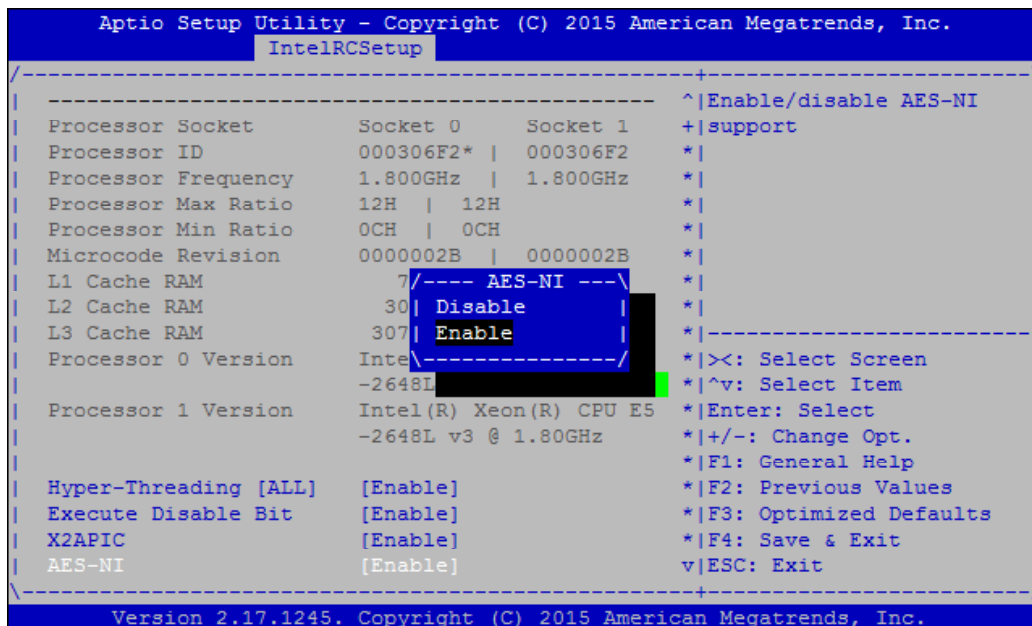 Aptio Setup Utility - Copyright (C) 2015 American Megatrends, Inc.
IntelRCSetup
/----------------------------------------------------+-------------------------
| ----------------------------------------------- ^|Enable/disable AES-NI
| Processor Socket Socket 0 Socket 1 +|support
| Processor ID 000306F2* | 000306F2 *|
| Processor Frequency 1.800GHz | 1.800GHz *|
| Processor Max Ratio 12H | 12H *|
| Processor Min Ratio 0CH | 0CH *|
| Microcode Revision 0000002B | 0000002B *|
| L1 Cache RAM 7/---- AES-NI ---\ *|
| L2 Cache RAM 30| Disable | *|
| L3 Cache RAM 307| Enable | *|-------------------------
| Processor 0 Version Inte\---------------/ *|><: Select Screen
| -2648L *|^v: Select Item
| Processor 1 Version Intel(R) Xeon(R) CPU E5 *|Enter: Select
| -2648L v3 @ 1.80GHz *|+/-: Change Opt.
| *|F1: General Help
| Hyper-Threading [ALL] [Enable] *|F2: Previous Values
| Execute Disable Bit [Enable] *|F3: Optimized Defaults
| X2APIC [Enable] *|F4: Save & Exit
| AES-NI [Enable] v|ESC: Exit
\----------------------------------------------------+-------------------------
Version 2.17.1245. Copyright (C) 2015 American Megatrends, Inc.